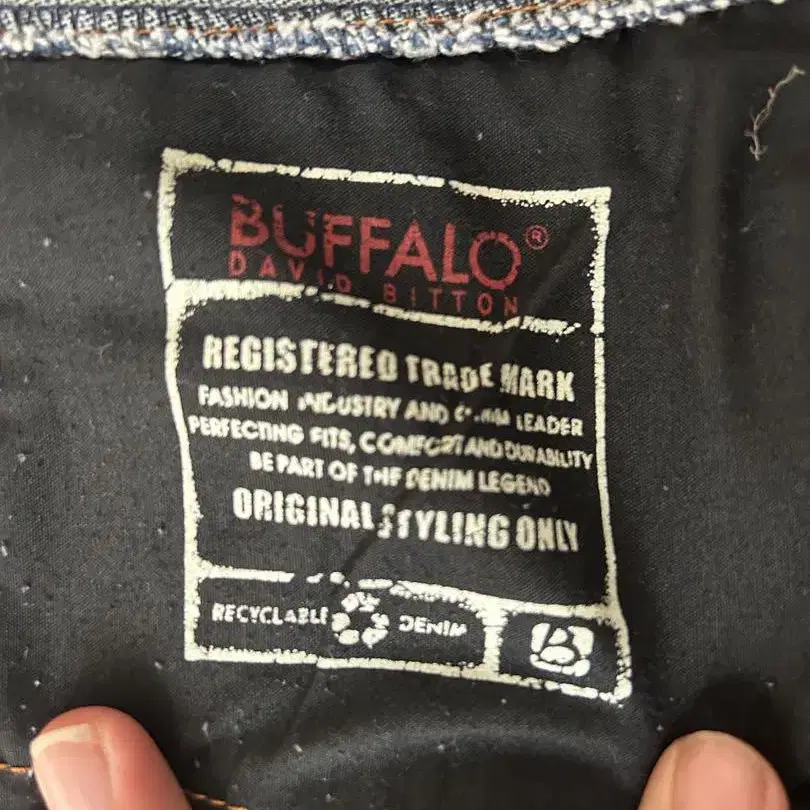 BUFFALO®
DAVID BITTON
REGISTERED TRADE MARK
FASHION INDUSTRY AND DENIM LEADER
PERFECTING FITS, COMFORT AND DURABILITY
BE PART OF THE DENIM LEGEND
ORIGINAL STYLING ONLY
RECYCLABLE DENIM